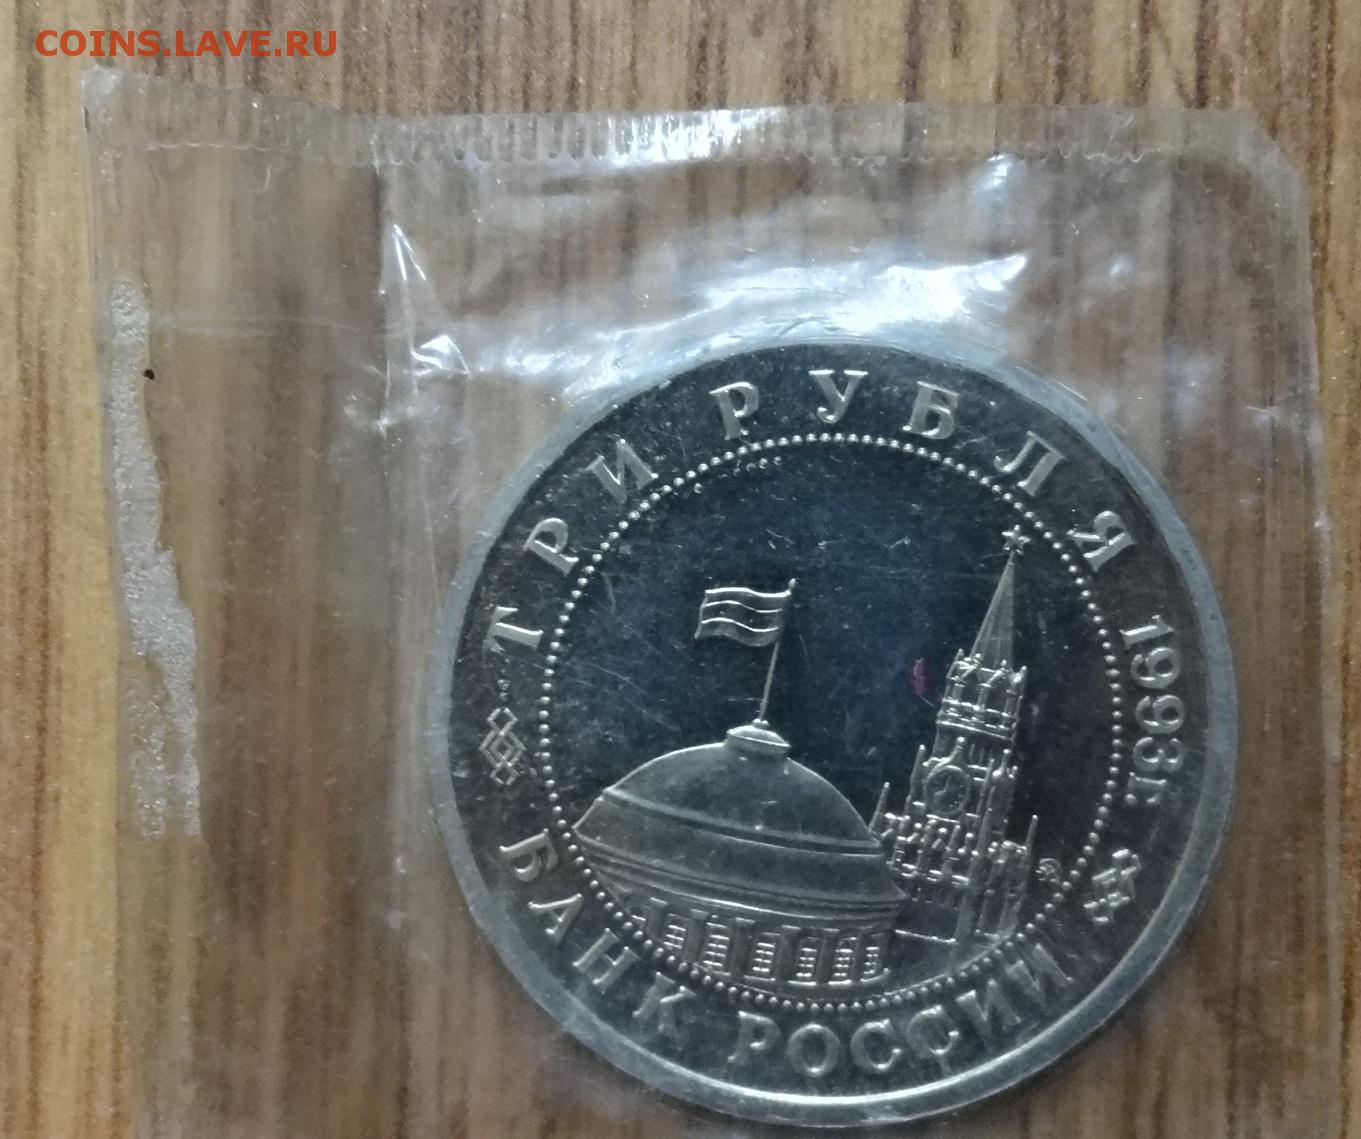 COINS.LAVE.RU
ТРИ РУБЛЯ 1993г.
БАНК РОССИИ